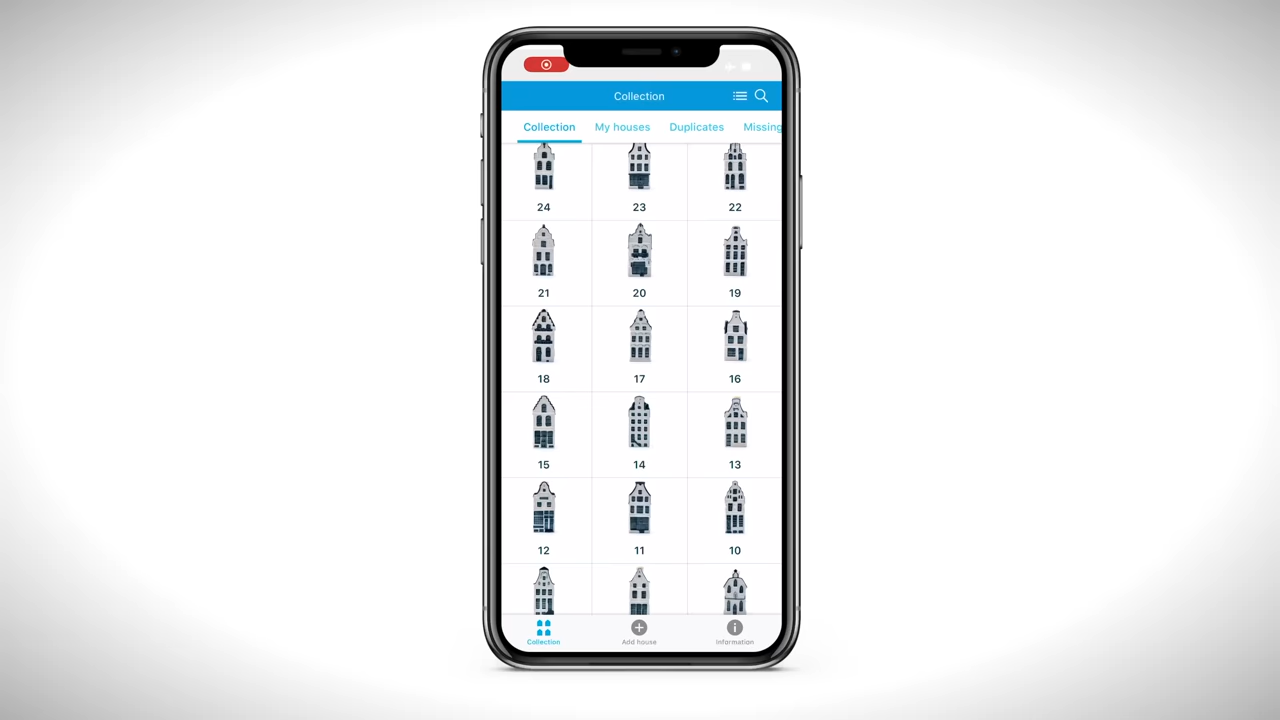 Collection
Collection My houses Duplicates Missing
24 23 22
21 20 19
18 17 16
15 14 13
12 11 10
Collection Add house Information